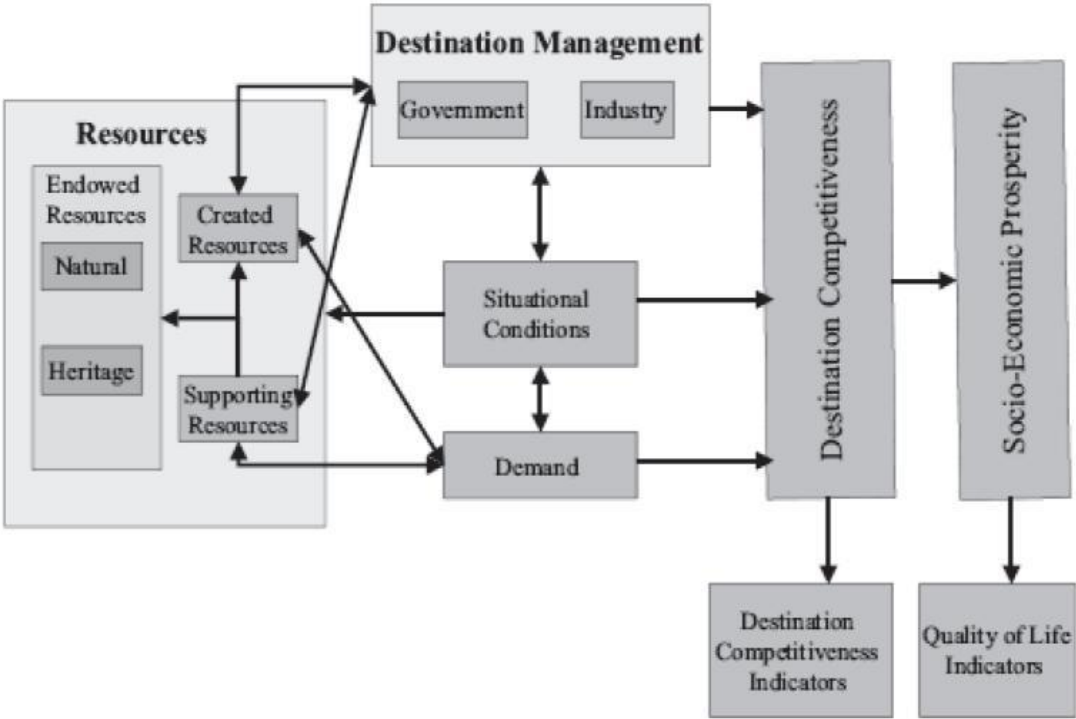 Destination Management
Government
Industry
Resources
Endowed
Resources
Natural
Heritage
Created
Resources
Supporting
Resources
Situational
Conditions
Demand
Destination Competitiveness
Socio-Economic Prosperity
Destination
Competitiveness
Indicators
Quality of Life
Indicators